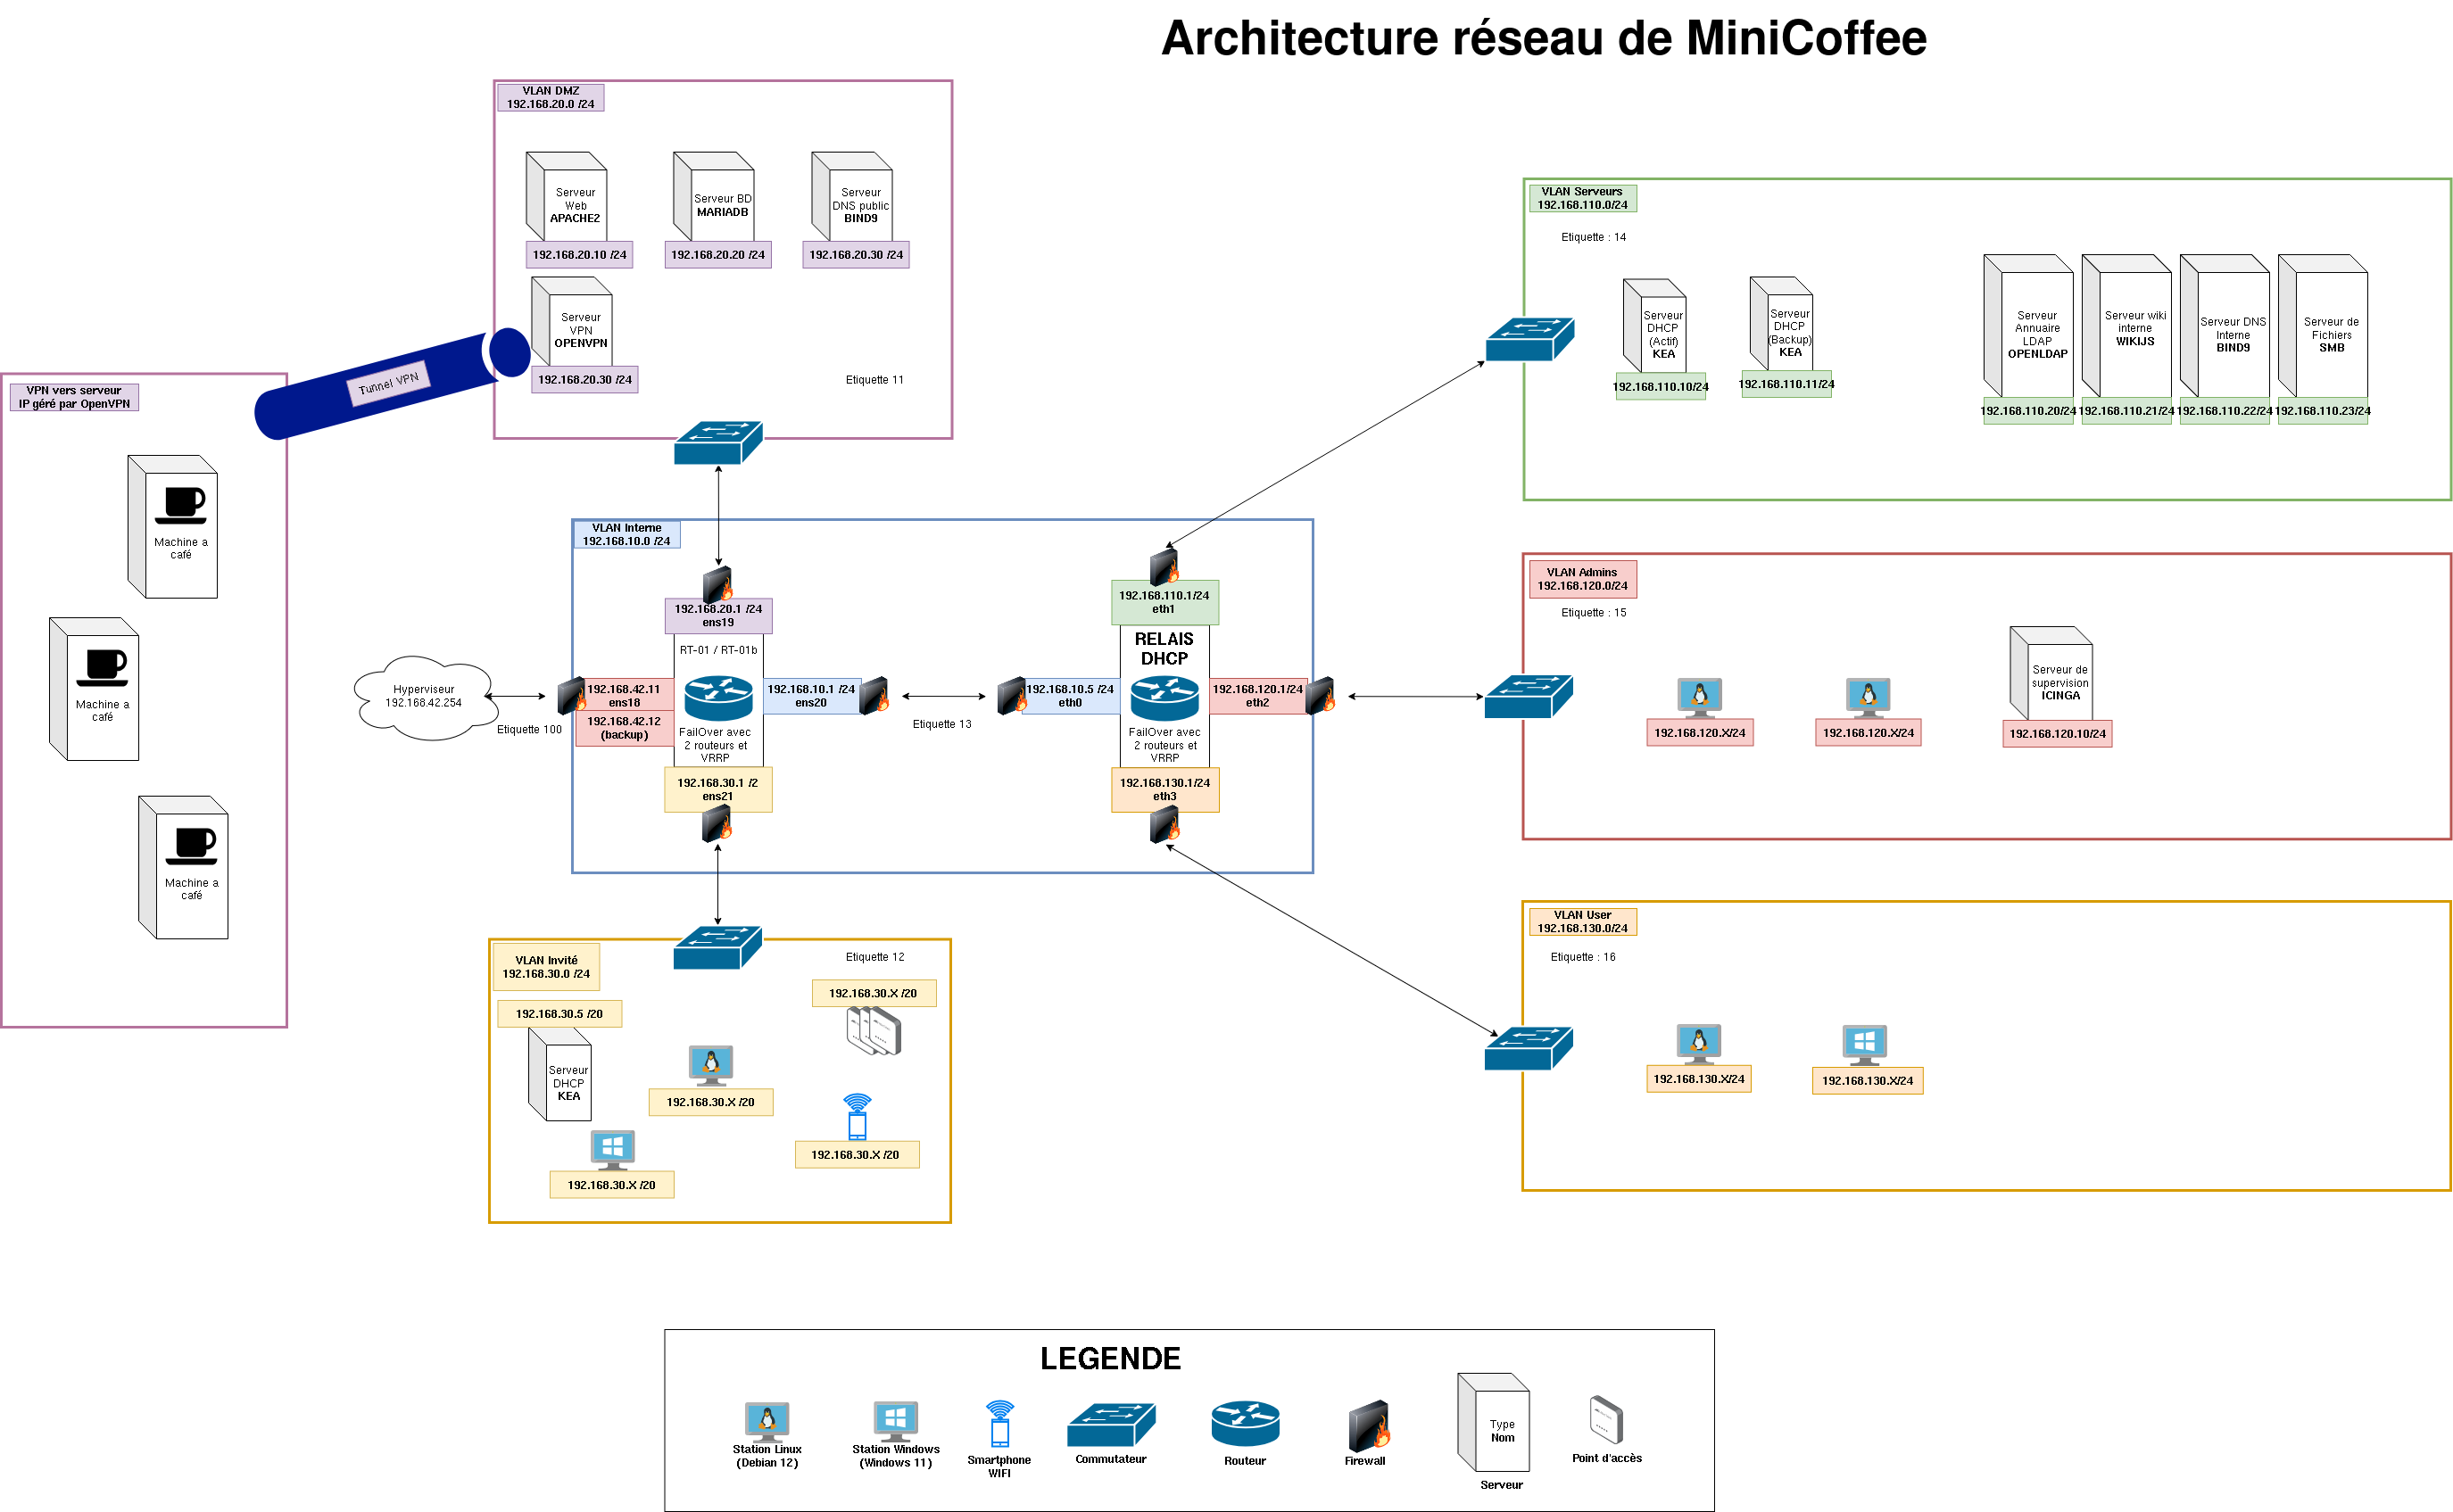 Architecture réseau de MiniCoffee
VLAN DMZ
192.168.20.0 /24
Serveur
Web
APACHE2
192.168.20.10 /24
Serveur BD
MARIADB
192.168.20.20 /24
Serveur
DNS public
BIND9
192.168.20.30 /24
Serveur
VPN
OPENVPN
192.168.20.30 /24
Etiquette 11
Tunnel VPN
VPN vers serveur
IP géré par OpenVPN
Machine a
café
Machine a
café
Machine a
café
VLAN Serveurs
192.168.110.0/24
Etiquette : 14
Serveur
DHCP
(Actif)
KEA
192.168.110.10/24
Serveur
DHCP
(Backup)
KEA
192.168.110.11/24
Serveur
Annuaire
LDAP
OPENLDAP
192.168.110.20/24
Serveur wiki
interne
WIKIJS
192.168.110.21/24
Serveur DNS
Interne
BIND9
192.168.110.22/24
Serveur de
Fichiers
SMB
192.168.110.23/24
VLAN Interne
192.168.10.0 /24
192.168.20.1 /24
ens19
RT-01 / RT-01b
Hyperviseur
192.168.42.254
Etiquette 100
192.168.42.11
ens18
192.168.42.12
(backup)
192.168.10.1 /24
ens20
FailOver avec
2 routeurs et
VRRP
192.168.30.1 /2
ens21
Etiquette 13
192.168.110.1/24
eth1
RELAIS
DHCP
192.168.10.5 /24
eth0
192.168.120.1/24
eth2
FailOver avec
2 routeurs et
VRRP
192.168.130.1/24
eth3
VLAN Admins
192.168.120.0/24
Etiquette : 15
192.168.120.X/24
192.168.120.X/24
Serveur de
supervision
ICINGA
192.168.120.10/24
VLAN User
192.168.130.0/24
Etiquette : 16
192.168.130.X/24
192.168.130.X/24
VLAN Invité
192.168.30.0 /24
Etiquette 12
192.168.30.5 /20
Serveur
DHCP
KEA
192.168.30.X /20
192.168.30.X /20
192.168.30.X /20
192.168.30.X /20
LEGENDE
Station Linux
(Debian 12)
Station Windows
(Windows 11)
Smartphone
WIFI
Commutateur
Routeur
Firewall
Type
Nom
Serveur
Point d'accès